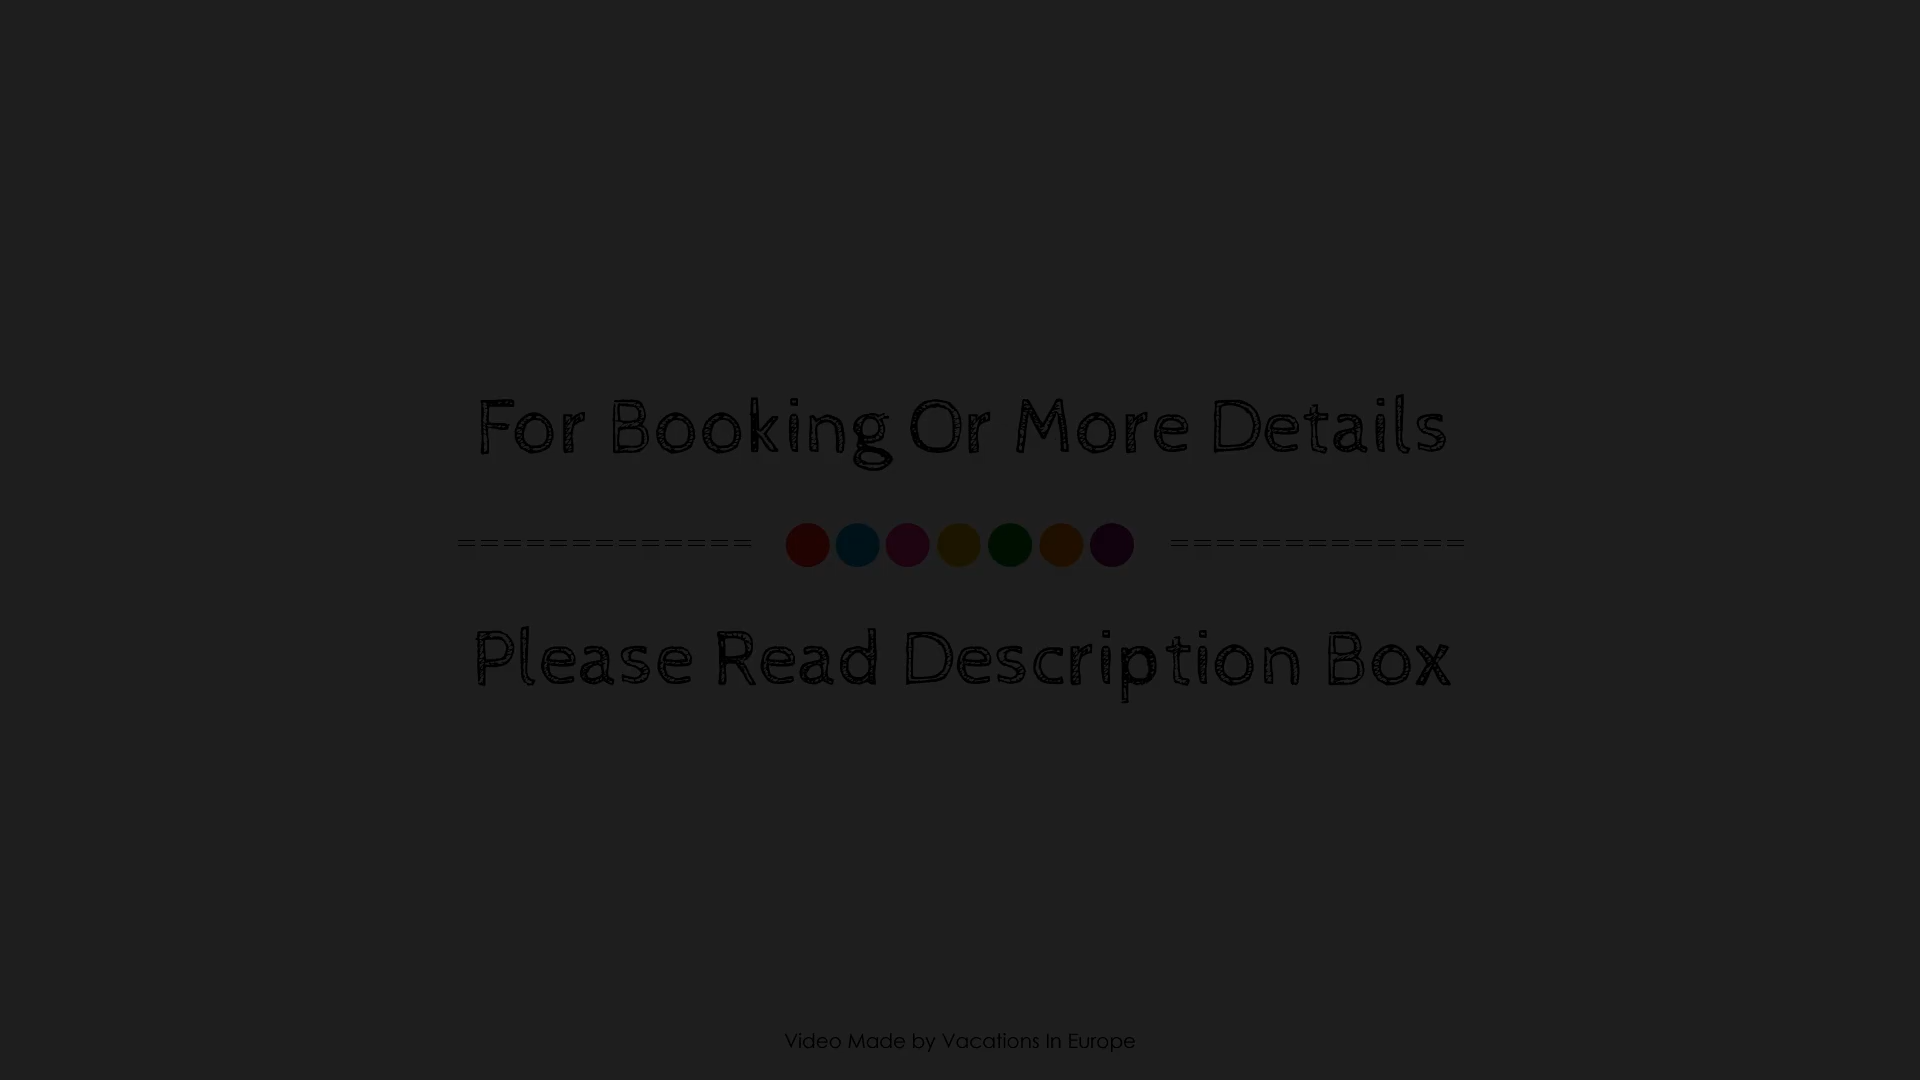 For Booking Or More Details
============= =============
Please Read Description Box
Video Made by Vacations In Europe